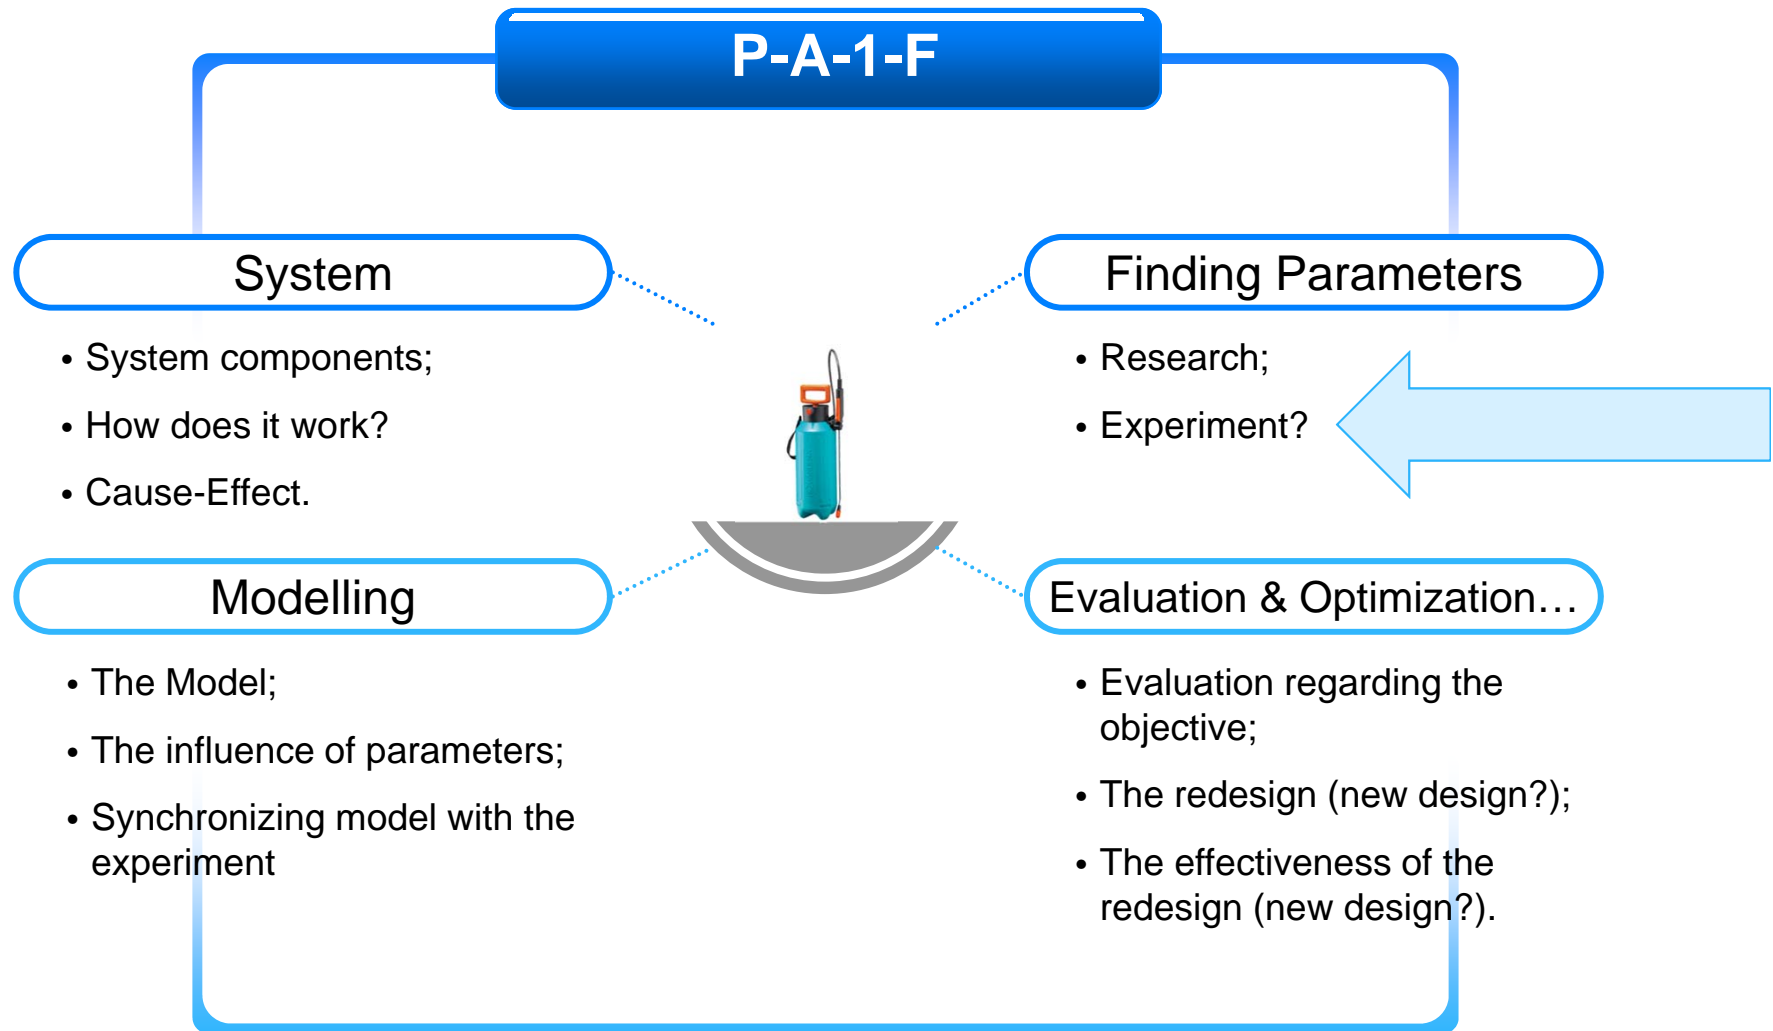 P-A-1-F
System
• System components;
• How does it work?
• Cause-Effect.
Finding Parameters
• Research;
• Experiment?
Modelling
• The Model;
• The influence of parameters;
• Synchronizing model with the
experiment
Evaluation & Optimization…
• Evaluation regarding the
objective;
• The redesign (new design?);
• The effectiveness of the
redesign (new design?).